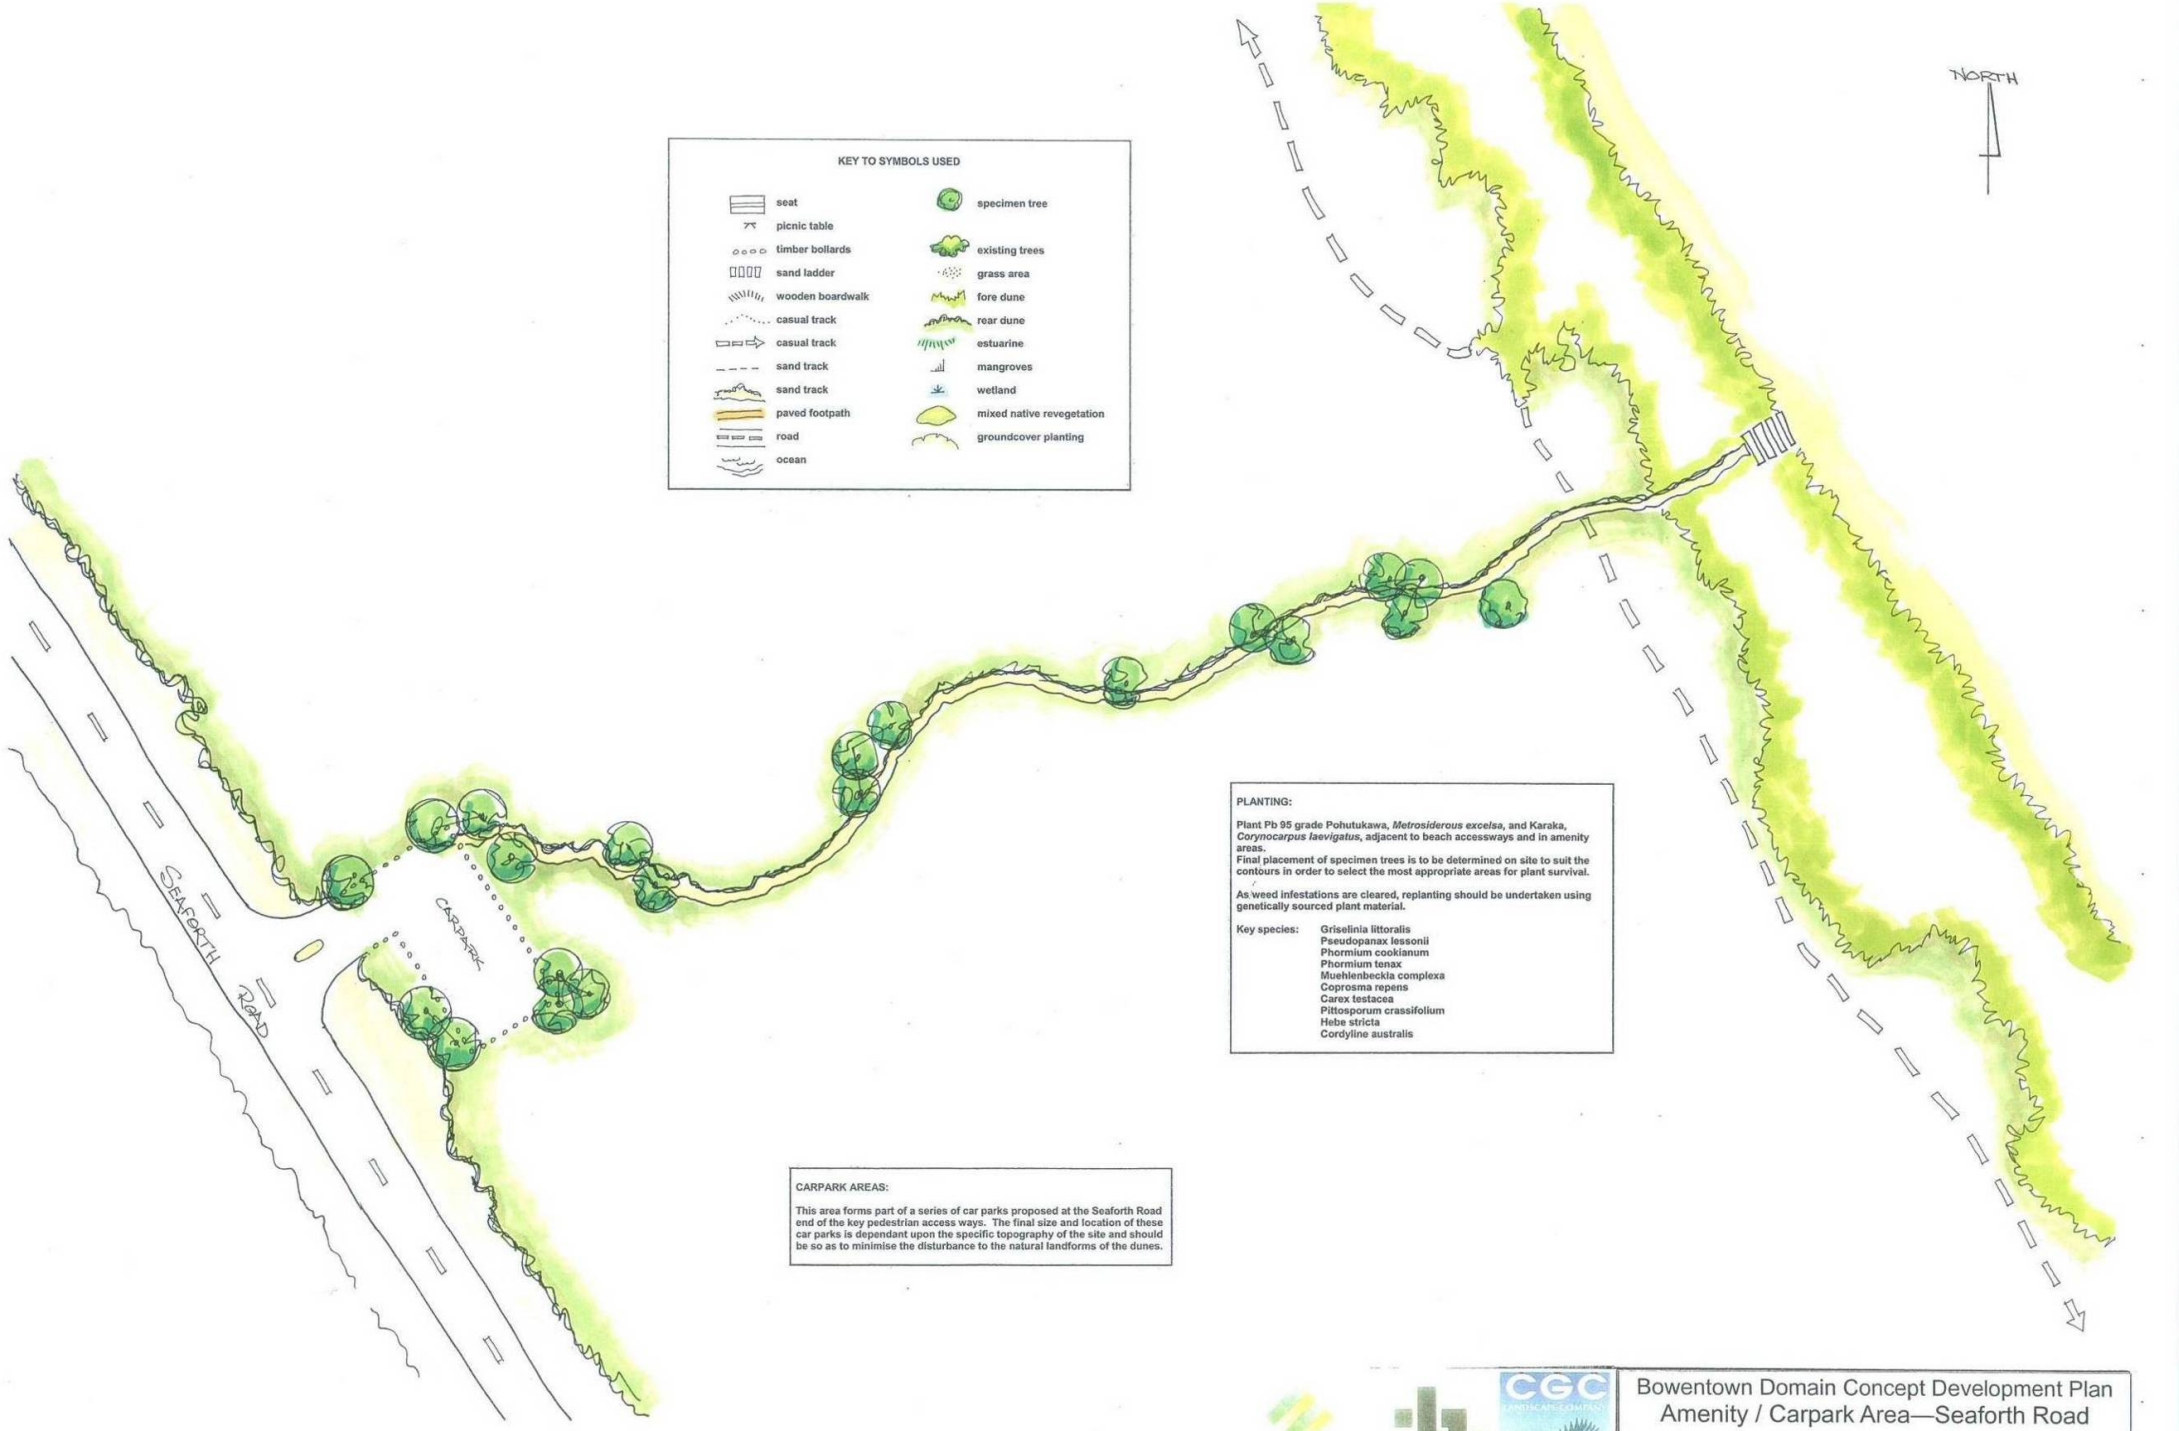 NORTH
KEY TO SYMBOLS USED
seat
picnic table
timber bollards
sand ladder
wooden boardwalk
casual track
casual track
sand track
sand track
paved footpath
road
ocean
specimen tree
existing trees
grass area
fore dune
rear dune
estuarine
mangroves
wetland
mixed native revegetation
groundcover planting
SEAFORTH
ROAD
CARPARK
PLANTING:
Plant Pb 95 grade Pohutukawa, Metrosiderous excelsa, and Karaka,
Corynocarpus laevigatus, adjacent to beach accessways and in amenity
areas.
Final placement of specimen trees is to be determined on site to suit the
contours in order to select the most appropriate areas for plant survival.
As weed infestations are cleared, replanting should be undertaken using
genetically sourced plant material.
Key species: Griselinia littoralis
Pseudopanax lessonii
Phormium cookianum
Phormium tenax
Muehlenbeckla complexa
Coprosma repens
Carex testacea
Pittosporum crassifolium
Hebe stricta
Cordyline australis
CARPARK AREAS:
This area forms part of a series of car parks proposed at the Seaforth Road
end of the key pedestrian access ways. The final size and location of these
car parks is dependant upon the specific topography of the site and should
be so as to minimise the disturbance to the natural landforms of the dunes.
CGC
LANDSCAPE COMPANY
Bowentown Domain Concept Development Plan
Amenity / Carpark Area—Seaforth Road